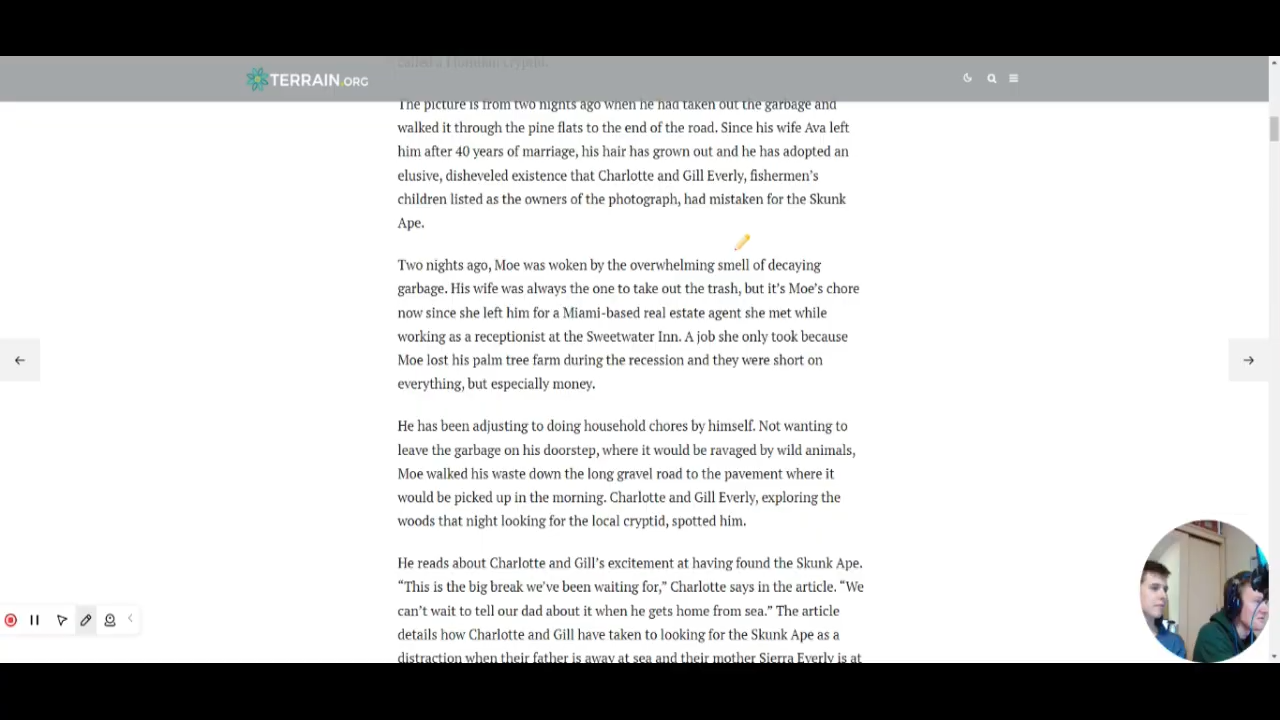 called a Floridian cryptid.
TERRAIN.ORG
The picture is from two nights ago when he had taken out the garbage and
walked it through the pine flats to the end of the road. Since his wife Ava left
him after 40 years of marriage, his hair has grown out and he has adopted an
elusive, disheveled existence that Charlotte and Gill Everly, fishermen’s
children listed as the owners of the photograph, had mistaken for the Skunk
Ape.
Two nights ago, Moe was woken by the overwhelming smell of decaying
garbage. His wife was always the one to take out the trash, but it’s Moe’s chore
now since she left him for a Miami-based real estate agent she met while
working as a receptionist at the Sweetwater Inn. A job she only took because
Moe lost his palm tree farm during the recession and they were short on
everything, but especially money.
He has been adjusting to doing household chores by himself. Not wanting to
leave the garbage on his doorstep, where it would be ravaged by wild animals,
Moe walked his waste down the long gravel road to the pavement where it
would be picked up in the morning. Charlotte and Gill Everly, exploring the
woods that night looking for the local cryptid, spotted him.
He reads about Charlotte and Gill’s excitement at having found the Skunk Ape.
“This is the big break we’ve been waiting for,” Charlotte says in the article. “We
can’t wait to tell our dad about it when he gets home from sea.” The article
details how Charlotte and Gill have taken to looking for the Skunk Ape as a
distraction when their father is away at sea and their mother Sierra Everly is at